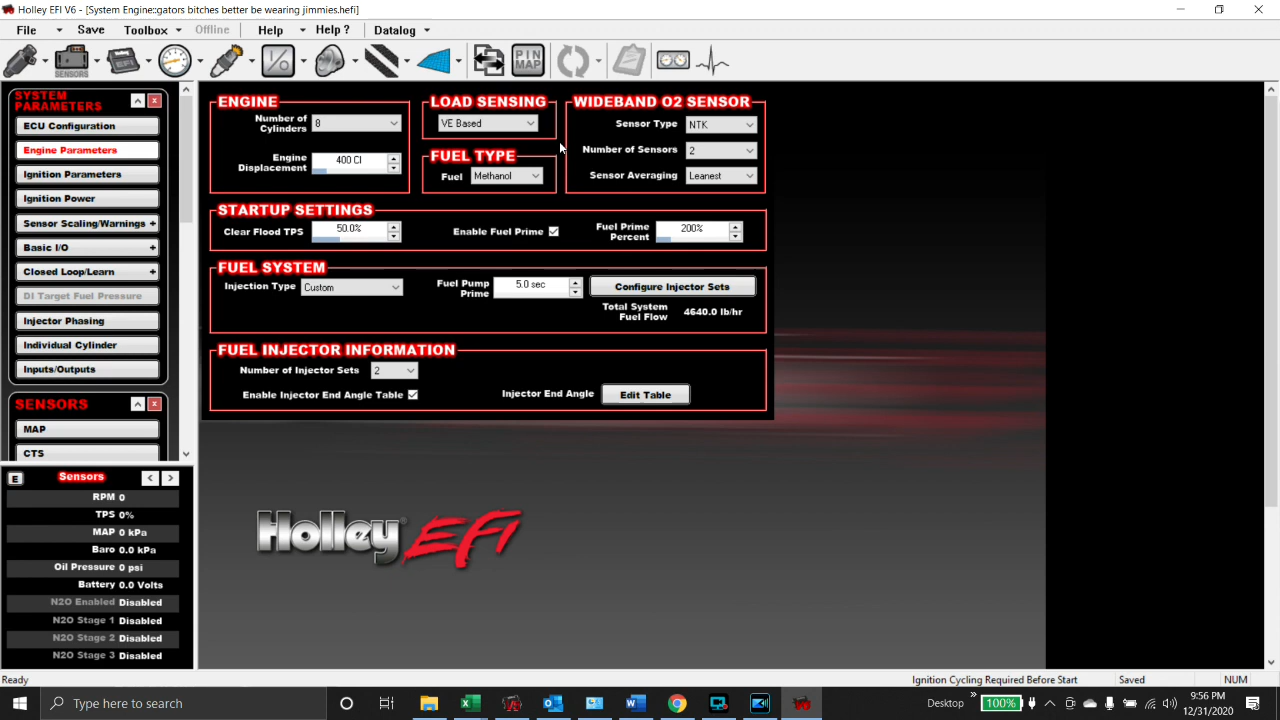 Holley EFI V6 - [System Engine:gators bitches better be wearing jimmies.hefi]
File Save Toolbox Offline Help Help ? Datalog
SENSORS EFI I/O PIN MAP
SYSTEM
PARAMETERS
ECU Configuration
Engine Parameters
Ignition Parameters
Ignition Power
Sensor Scaling/Warnings +
Basic I/O +
Closed Loop/Learn +
DI Target Fuel Pressure
Injector Phasing
Individual Cylinder
Inputs/Outputs
SENSORS
MAP
CTS
E Sensors < >
RPM 0
TPS 0%
MAP 0 kPa
Baro 0.0 kPa
Oil Pressure 0 psi
Battery 0.0 Volts
N2O Enabled Disabled
N2O Stage 1 Disabled
N2O Stage 2 Disabled
N2O Stage 3 Disabled
ENGINE
Number of
Cylinders 8
Engine
Displacement 400 CI
LOAD SENSING
VE Based
FUEL TYPE
Fuel Methanol
WIDEBAND O2 SENSOR
Sensor Type NTK
Number of Sensors 2
Sensor Averaging Leanest
STARTUP SETTINGS
Clear Flood TPS 50.0% Enable Fuel Prime
Fuel Prime
Percent 200%
FUEL SYSTEM
Injection Type Custom
Fuel Pump
Prime 5.0 sec
Configure Injector Sets
Total System
Fuel Flow 4640.0 lb/hr
FUEL INJECTOR INFORMATION
Number of Injector Sets 2
Enable Injector End Angle Table Injector End Angle Edit Table
Holley EFI
Ready Ignition Cycling Required Before Start Saved NUM
Type here to search Desktop » 100% 9:56 PM
12/31/2020